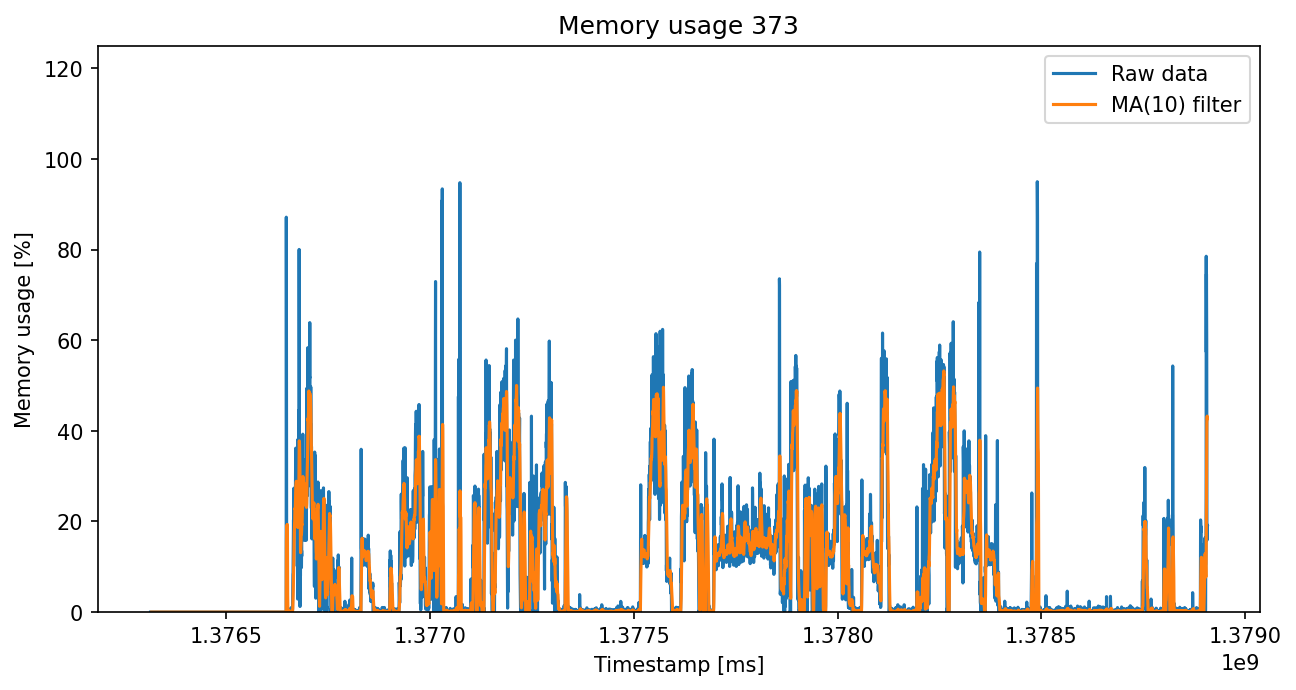 Memory usage 373
Raw data
MA(10) filter
Memory usage [%]
120
100
80
60
40
20
0
1.3765 1.3770 1.3775 1.3780 1.3785 1.3790
1e9
Timestamp [ms]